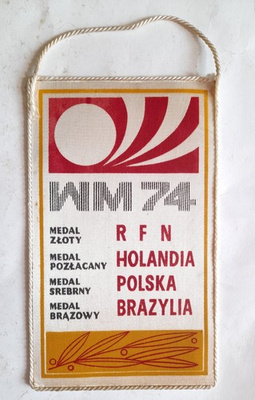 WM 74
MEDAL ZŁOTY RFN
MEDAL POZŁACANY HOLANDIA
MEDAL SREBRNY POLSKA
MEDAL BRĄZOWY BRAZYLIA